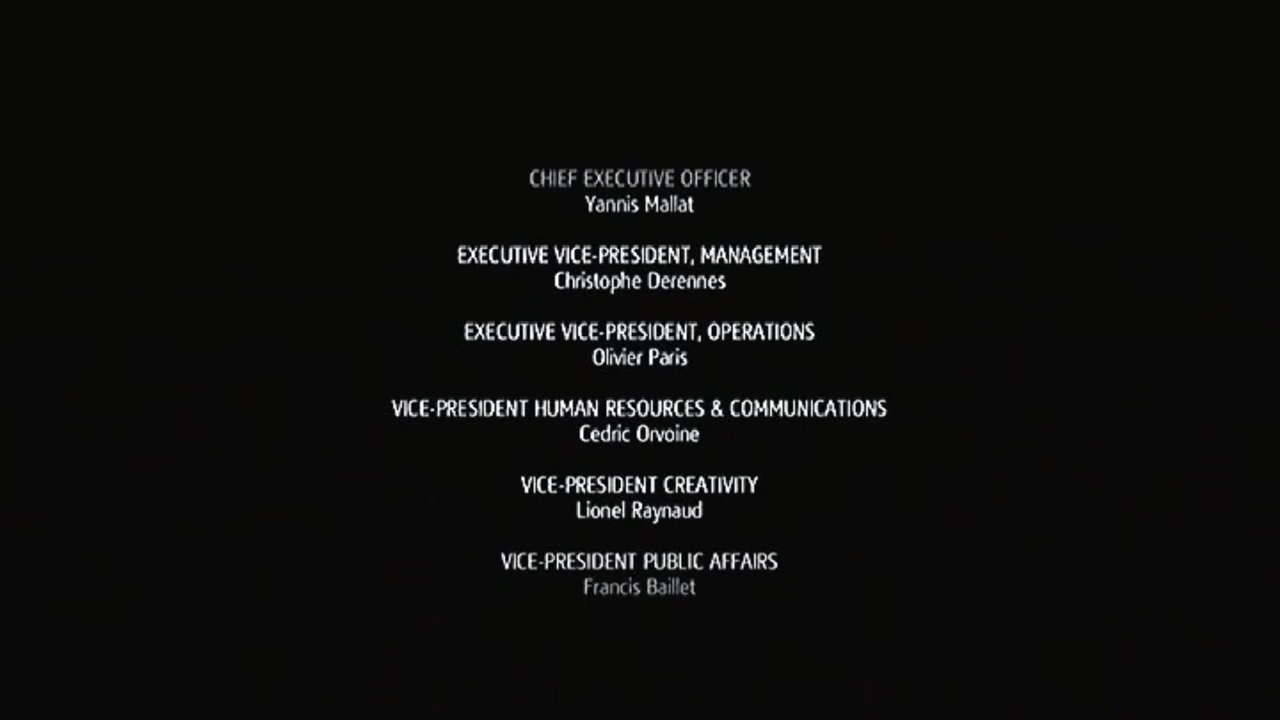 CHIEF EXECUTIVE OFFICER
Yannis Mallat
EXECUTIVE VICE-PRESIDENT, MANAGEMENT
Christophe Derennes
EXECUTIVE VICE-PRESIDENT, OPERATIONS
Olivier Paris
VICE-PRESIDENT HUMAN RESOURCES & COMMUNICATIONS
Cedric Orvoine
VICE-PRESIDENT CREATIVITY
Lionel Raynaud
VICE-PRESIDENT PUBLIC AFFAIRS
Francis Baillet